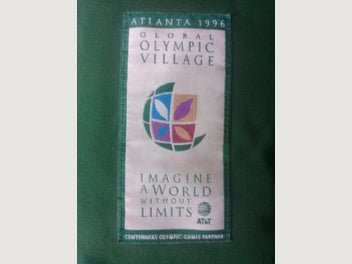 ATLANTA 1996
GLOBAL
OLYMPIC
VILLAGE
IMAGINE
A WORLD
WITHOUT
LIMITS
AT&T
CENTENNIAL OLYMPIC GAMES PARTNER